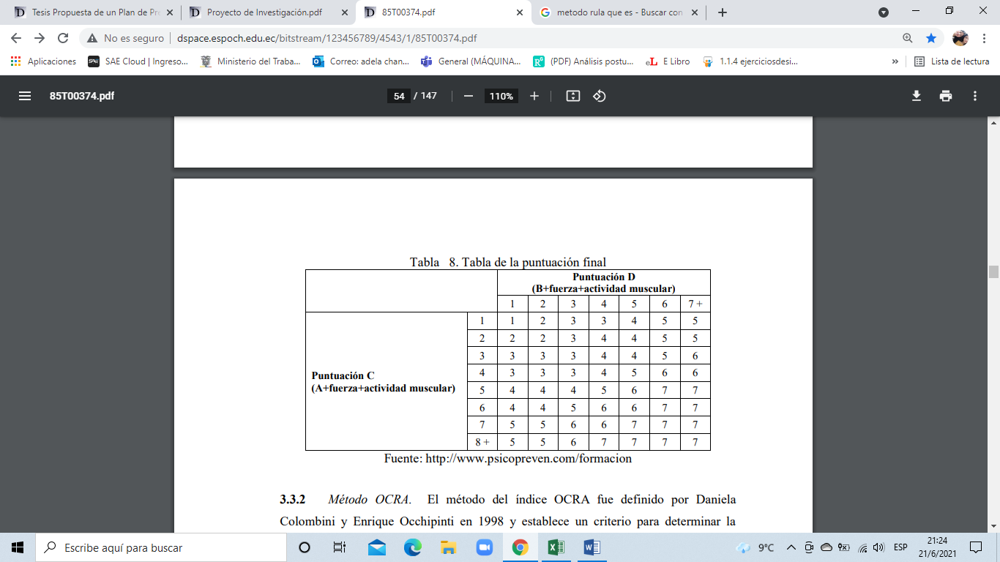 Tesis Propuesta de un Plan de Pre
Proyecto de Investigación.pdf
85T00374.pdf
metodo rula que es - Buscar con
No es seguro
dspace.espoch.edu.ec/bitstream/123456789/4543/1/85T00374.pdf
Aplicaciones
SAE Cloud | Ingreso...
Ministerio del Traba...
Correo: adela chan...
General (MÁQUINA...
(PDF) Análisis postu...
eL E Libro
1.1.4 ejerciciosdesi...
»
Lista de lectura
85T00374.pdf
54 / 147
110%
Tabla 8. Tabla de la puntuación final
Puntuación D
(B+fuerza+actividad muscular)
1 2 3 4 5 6 7 +
Puntuación C
(A+fuerza+actividad muscular)
1 1 2 3 3 4 5 5
2 2 2 3 4 4 5 5
3 3 3 3 4 4 5 6
4 3 3 3 4 5 6 6
5 4 4 4 5 6 7 7
6 4 4 5 6 6 7 7
7 5 5 6 6 7 7 7
8 + 5 5 6 7 7 7 7
Fuente: http://www.psicopreven.com/formacion
3.3.2 Método OCRA. El método del índice OCRA fue definido por Daniela
Colombini y Enrique Occhipinti en 1998 y establece un criterio para determinar la
Escribe aquí para buscar
9°C
ESP
21:24
21/6/2021